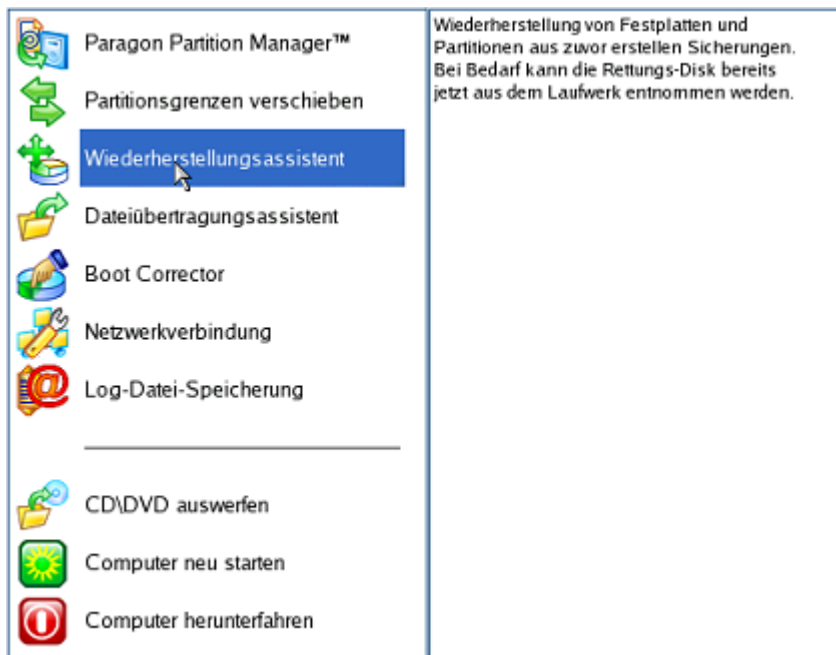 Paragon Partition Manager™
Partitionsgrenzen verschieben
Wiederherstellungsassistent
Dateiübertragungsassistent
Boot Corrector
Netzwerkverbindung
Log-Datei-Speicherung
CD\DVD auswerfen
Computer neu starten
Computer herunterfahren
Wiederherstellung von Festplatten und
Partitionen aus zuvor erstellen Sicherungen.
Bei Bedarf kann die Rettungs-Disk bereits
jetzt aus dem Laufwerk entnommen werden.